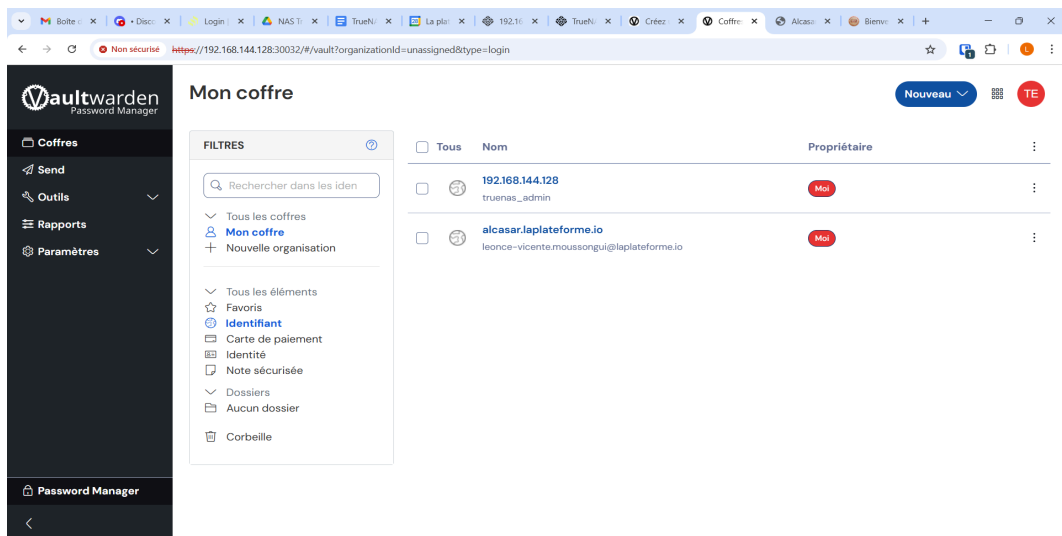 Boîte
Disc
Login
NAS T
TrueN
La plat
192.16
TrueN
Créez
Coffre
Alcasa
Bienve
Non sécurisé
https://192.168.144.128:30032/#/vault?organizationId=unassigned&type=login
Vaultwarden
Password Manager
Mon coffre
Nouveau
TE
Coffres
Send
Outils
Rapports
Paramètres
FILTRES
Rechercher dans les iden
Tous les coffres
Mon coffre
Nouvelle organisation
Tous les éléments
Favoris
Identifiant
Carte de paiement
Identité
Note sécurisée
Dossiers
Aucun dossier
Corbeille
Tous Nom Propriétaire
192.168.144.128
truenas_admin
Moi
alcasar.laplateforme.io
leonce-vicente.moussongui@laplateforme.io
Moi
Password Manager